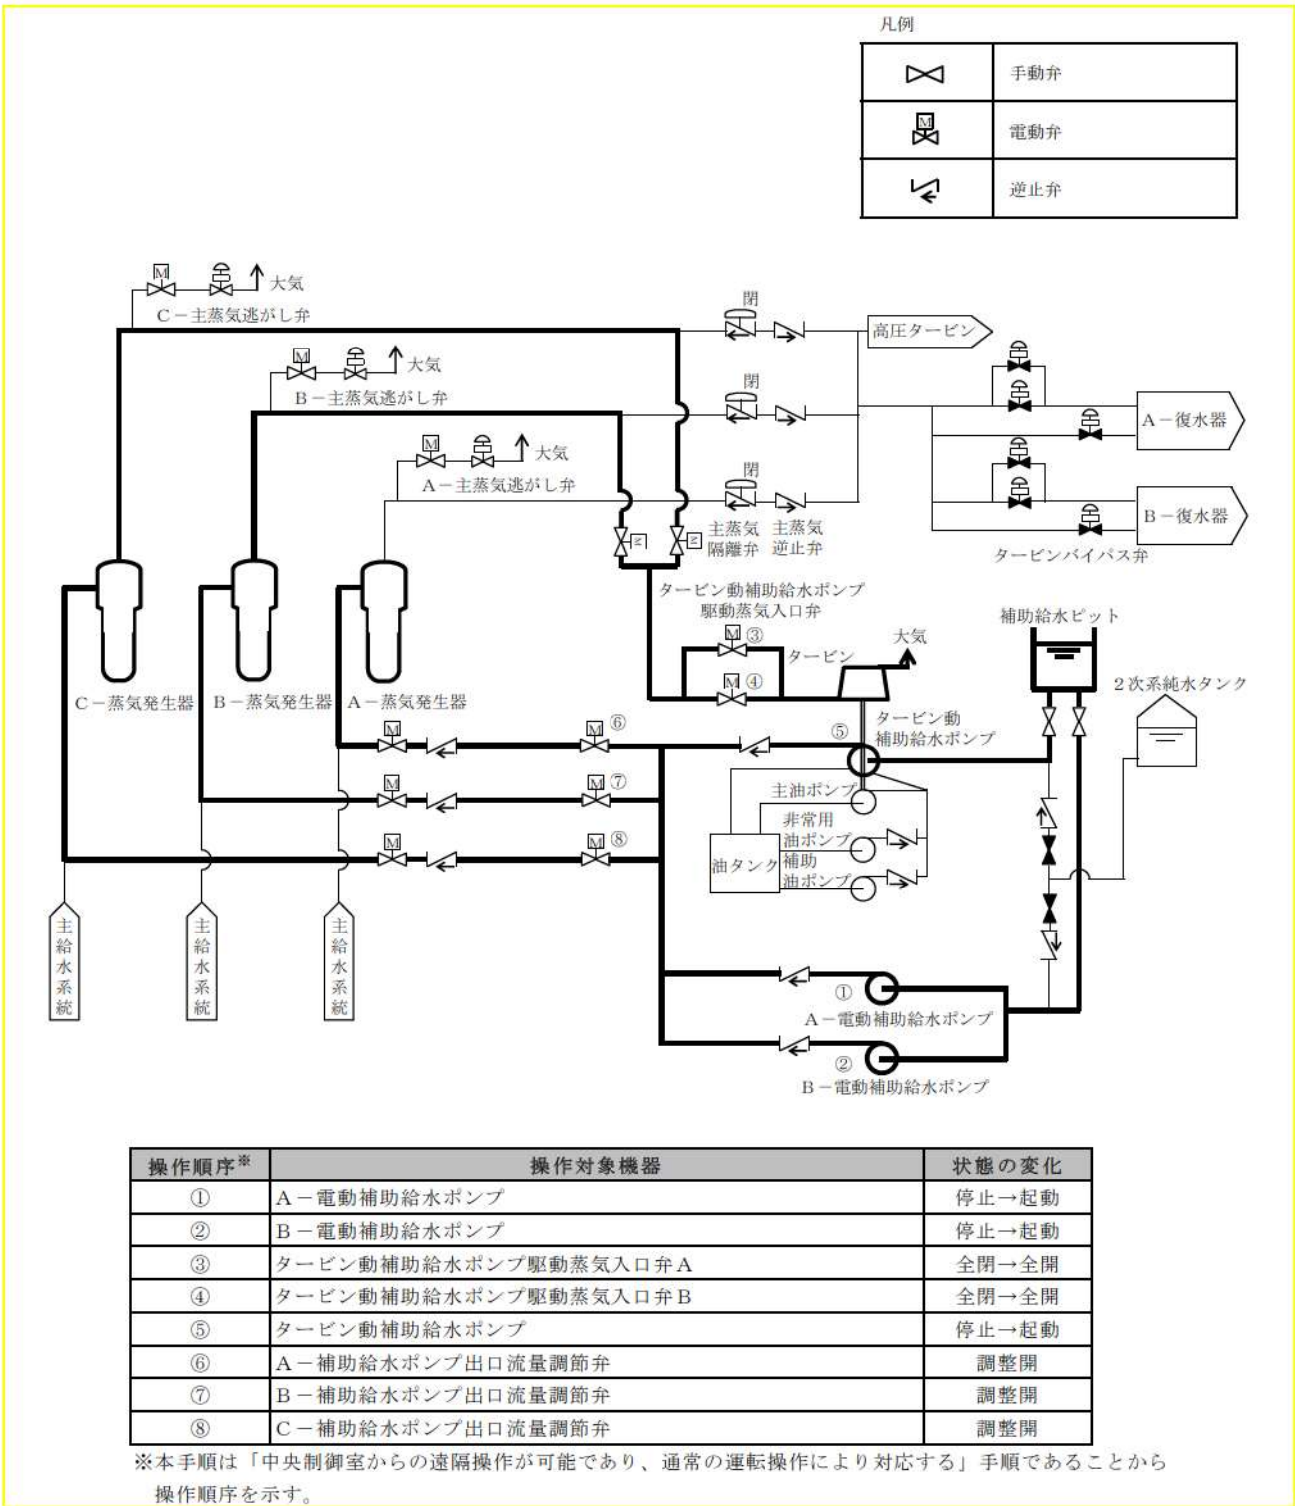 凡例
手動弁
M
電動弁
逆止弁
M
大気
C－主蒸気逃がし弁
閉
高圧タービン
M
大気
B－主蒸気逃がし弁
閉
A－復水器
M
大気
A－主蒸気逃がし弁
閉
B－復水器
主蒸気
隔離弁
主蒸気
逆止弁
タービンバイパス弁
M
M
タービン動補助給水ポンプ
駆動蒸気入口弁
補助給水ピット
M
③
タービン
大気
M
④
2次系純水タンク
C－蒸気発生器
B－蒸気発生器
A－蒸気発生器
M
M
⑥
⑤
タービン動
補助給水ポンプ
M
M
⑦
主油ポンプ
非常用
油ポンプ
M
M
⑧
油タンク
補助
油ポンプ
主給水系統
主給水系統
主給水系統
①
A－電動補助給水ポンプ
②
B－電動補助給水ポンプ
操作順序※ 操作対象機器 状態の変化
① A－電動補助給水ポンプ 停止→起動
② B－電動補助給水ポンプ 停止→起動
③ タービン動補助給水ポンプ駆動蒸気入口弁A 全閉→全開
④ タービン動補助給水ポンプ駆動蒸気入口弁B 全閉→全開
⑤ タービン動補助給水ポンプ 停止→起動
⑥ A－補助給水ポンプ出口流量調節弁 調整開
⑦ B－補助給水ポンプ出口流量調節弁 調整開
⑧ C－補助給水ポンプ出口流量調節弁 調整開
※本手順は「中央制御室からの遠隔操作が可能であり、通常の運転操作により対応する」手順であることから
操作順序を示す。